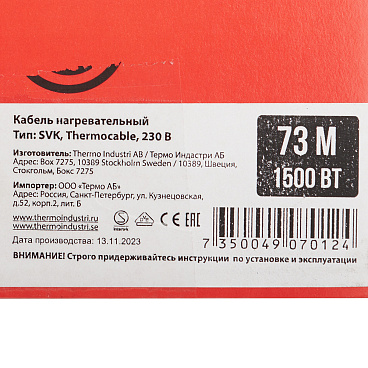 Кабель нагревательный
Тип: SVK, Thermocable, 230 В
Изготовитель: Thermo Industri AB / Термо Индастри АБ
Адрес: Box 7275, 10389 Stockholm Sweden / 10389, Швеция,
Стокгольм, Бокс 7275
Импортер: ООО «Термо АБ»
Адрес: Россия, Санкт-Петербург, ул. Кузнецовская,
д.52, корп.2, лит. Б
www.thermoindustri.ru
www.thermoindustri.se
CE EAC
Дата производства: 13.11.2023
73 М
1500 ВТ
7 350049 070124
ВНИМАНИЕ! Строго придерживайтесь инструкции по установке и эксплуатации